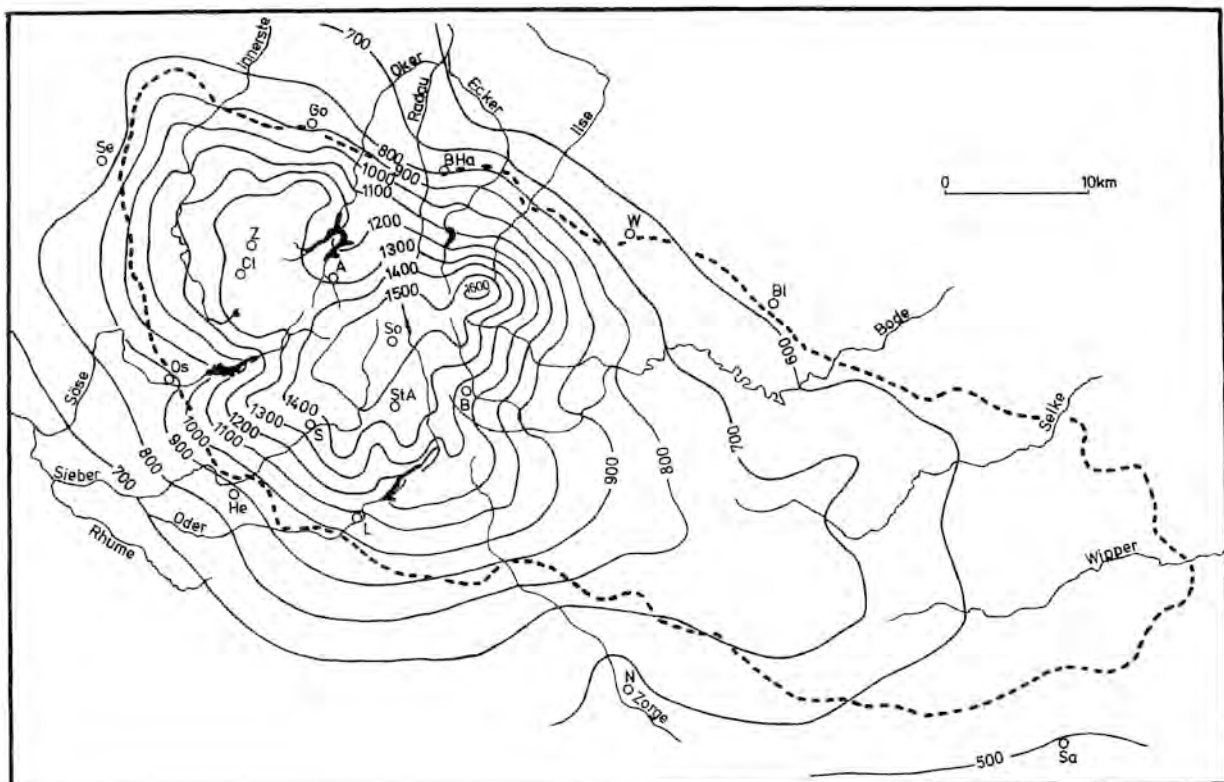 700
Innerste
Oker
Radau
Ecker
Ilse
Go
Se
BHa
800
900
1000
1100
0 10km
W
1200
Z
1300
Cl
A
1400
1500
1600
Bl
Bode
So
600
Os
Söse
B
StA
Selke
1400
1300
S
1200
1100
1000
900
800
700
700
800
900
Sieber
He
Oder
L
Rhume
Wipper
N
Zorge
500
Sa